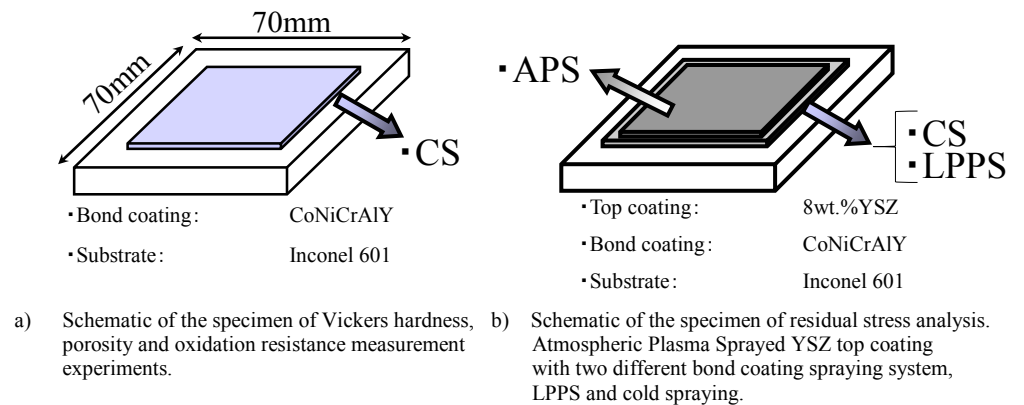 70mm
70mm
・CS
・Bond coating: CoNiCrAlY
・Substrate: Inconel 601
a) Schematic of the specimen of Vickers hardness,
porosity and oxidation resistance measurement
experiments.
・APS
・CS
・LPPS
・Top coating: 8wt.%YSZ
・Bond coating: CoNiCrAlY
・Substrate: Inconel 601
b) Schematic of the specimen of residual stress analysis.
Atmospheric Plasma Sprayed YSZ top coating
with two different bond coating spraying system,
LPPS and cold spraying.